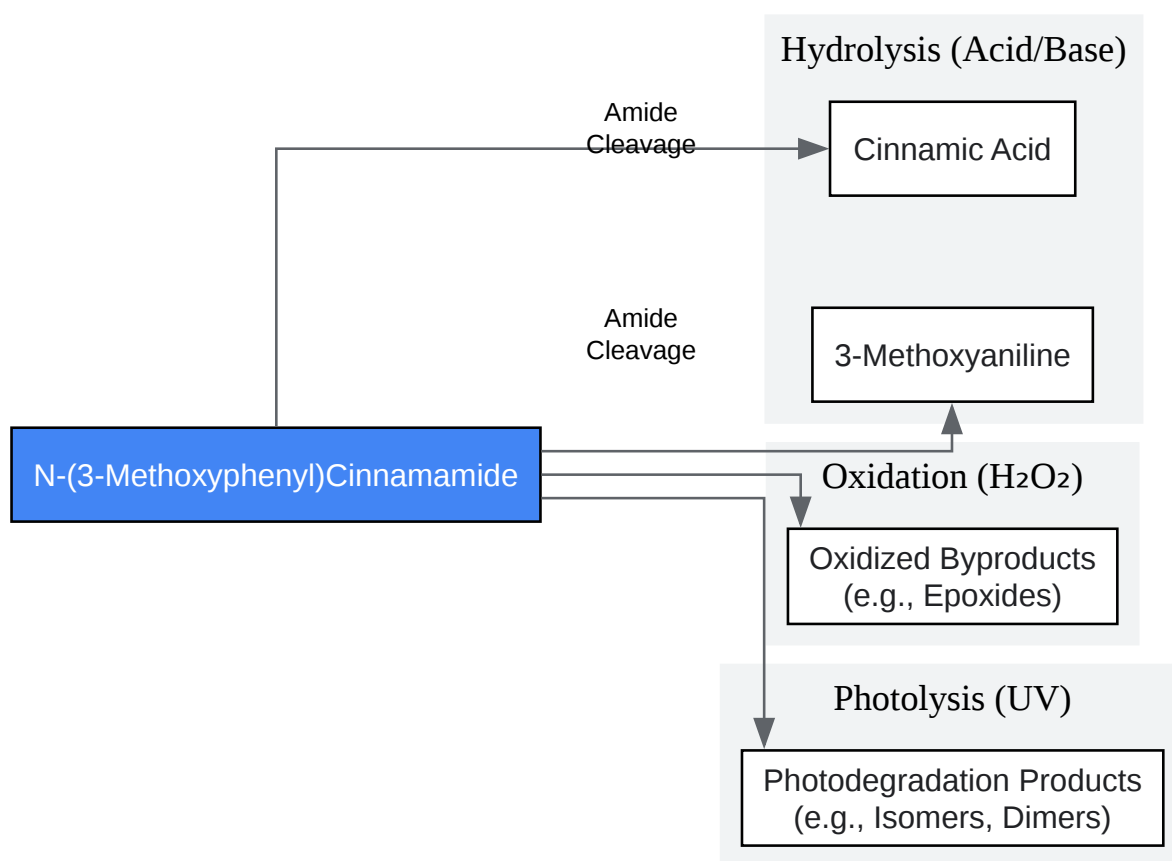 Hydrolysis (Acid/Base)
Amide
Cleavage
Cinnamic Acid
Amide
Cleavage
3-Methoxyaniline
N-(3-Methoxyphenyl)Cinnamamide
Oxidation (H₂O₂)
Oxidized Byproducts
(e.g., Epoxides)
Photolysis (UV)
Photodegradation Products
(e.g., Isomers, Dimers)